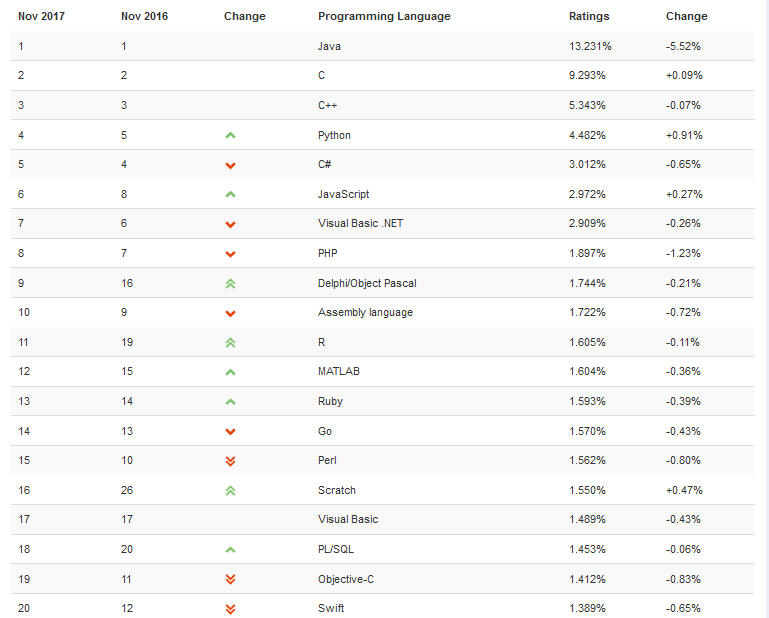 Nov 2017 Nov 2016 Change Programming Language Ratings Change
1 1 Java 13.231% -5.52%
2 2 C 9.293% +0.09%
3 3 C++ 5.343% -0.07%
4 5 Python 4.482% +0.91%
5 4 C# 3.012% -0.65%
6 8 JavaScript 2.972% +0.27%
7 6 Visual Basic .NET 2.909% -0.26%
8 7 PHP 1.897% -1.23%
9 16 Delphi/Object Pascal 1.744% -0.21%
10 9 Assembly language 1.722% -0.72%
11 19 R 1.605% -0.11%
12 15 MATLAB 1.604% -0.36%
13 14 Ruby 1.593% -0.39%
14 13 Go 1.570% -0.43%
15 10 Perl 1.562% -0.80%
16 26 Scratch 1.550% +0.47%
17 17 Visual Basic 1.489% -0.43%
18 20 PL/SQL 1.453% -0.06%
19 11 Objective-C 1.412% -0.83%
20 12 Swift 1.389% -0.65%